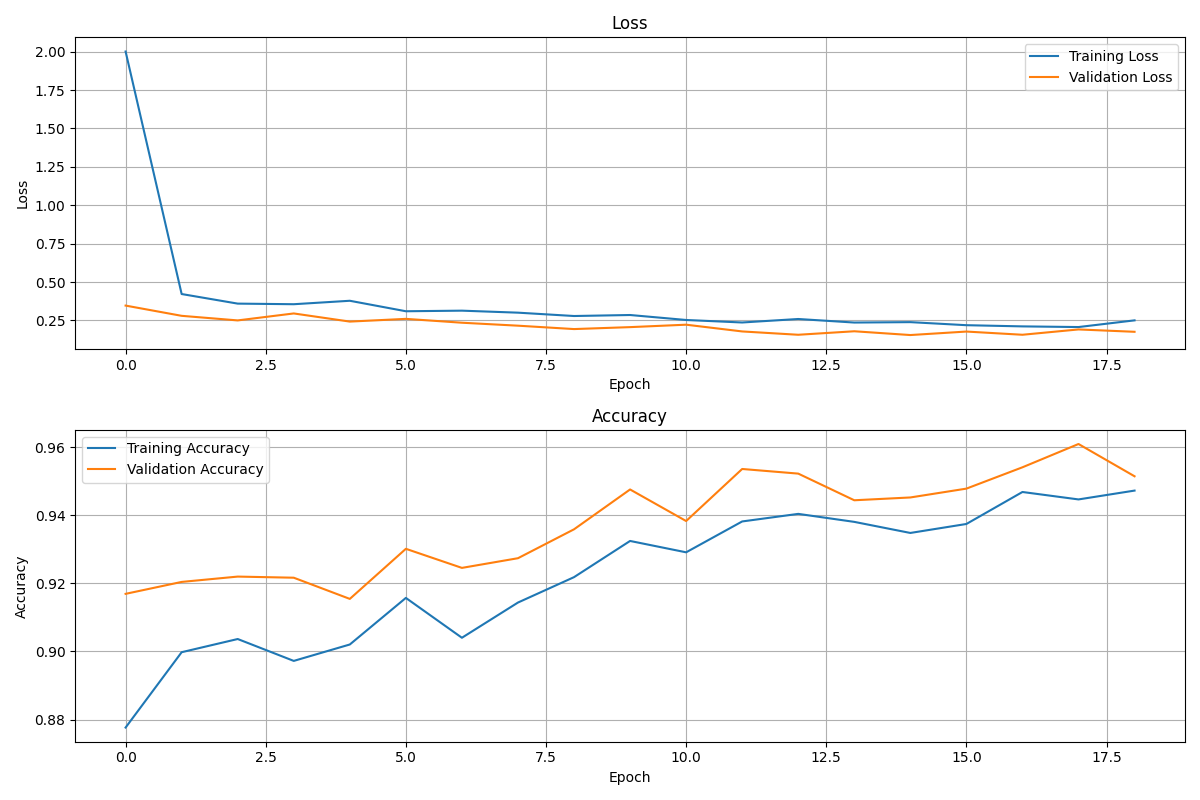 Loss
2.00
1.75
1.50
1.25
1.00
0.75
0.50
0.25
Loss
Training Loss
Validation Loss
0.0 2.5 5.0 7.5 10.0 12.5 15.0 17.5
Epoch
Accuracy
0.96
0.94
0.92
0.90
0.88
Accuracy
Training Accuracy
Validation Accuracy
0.0 2.5 5.0 7.5 10.0 12.5 15.0 17.5
Epoch